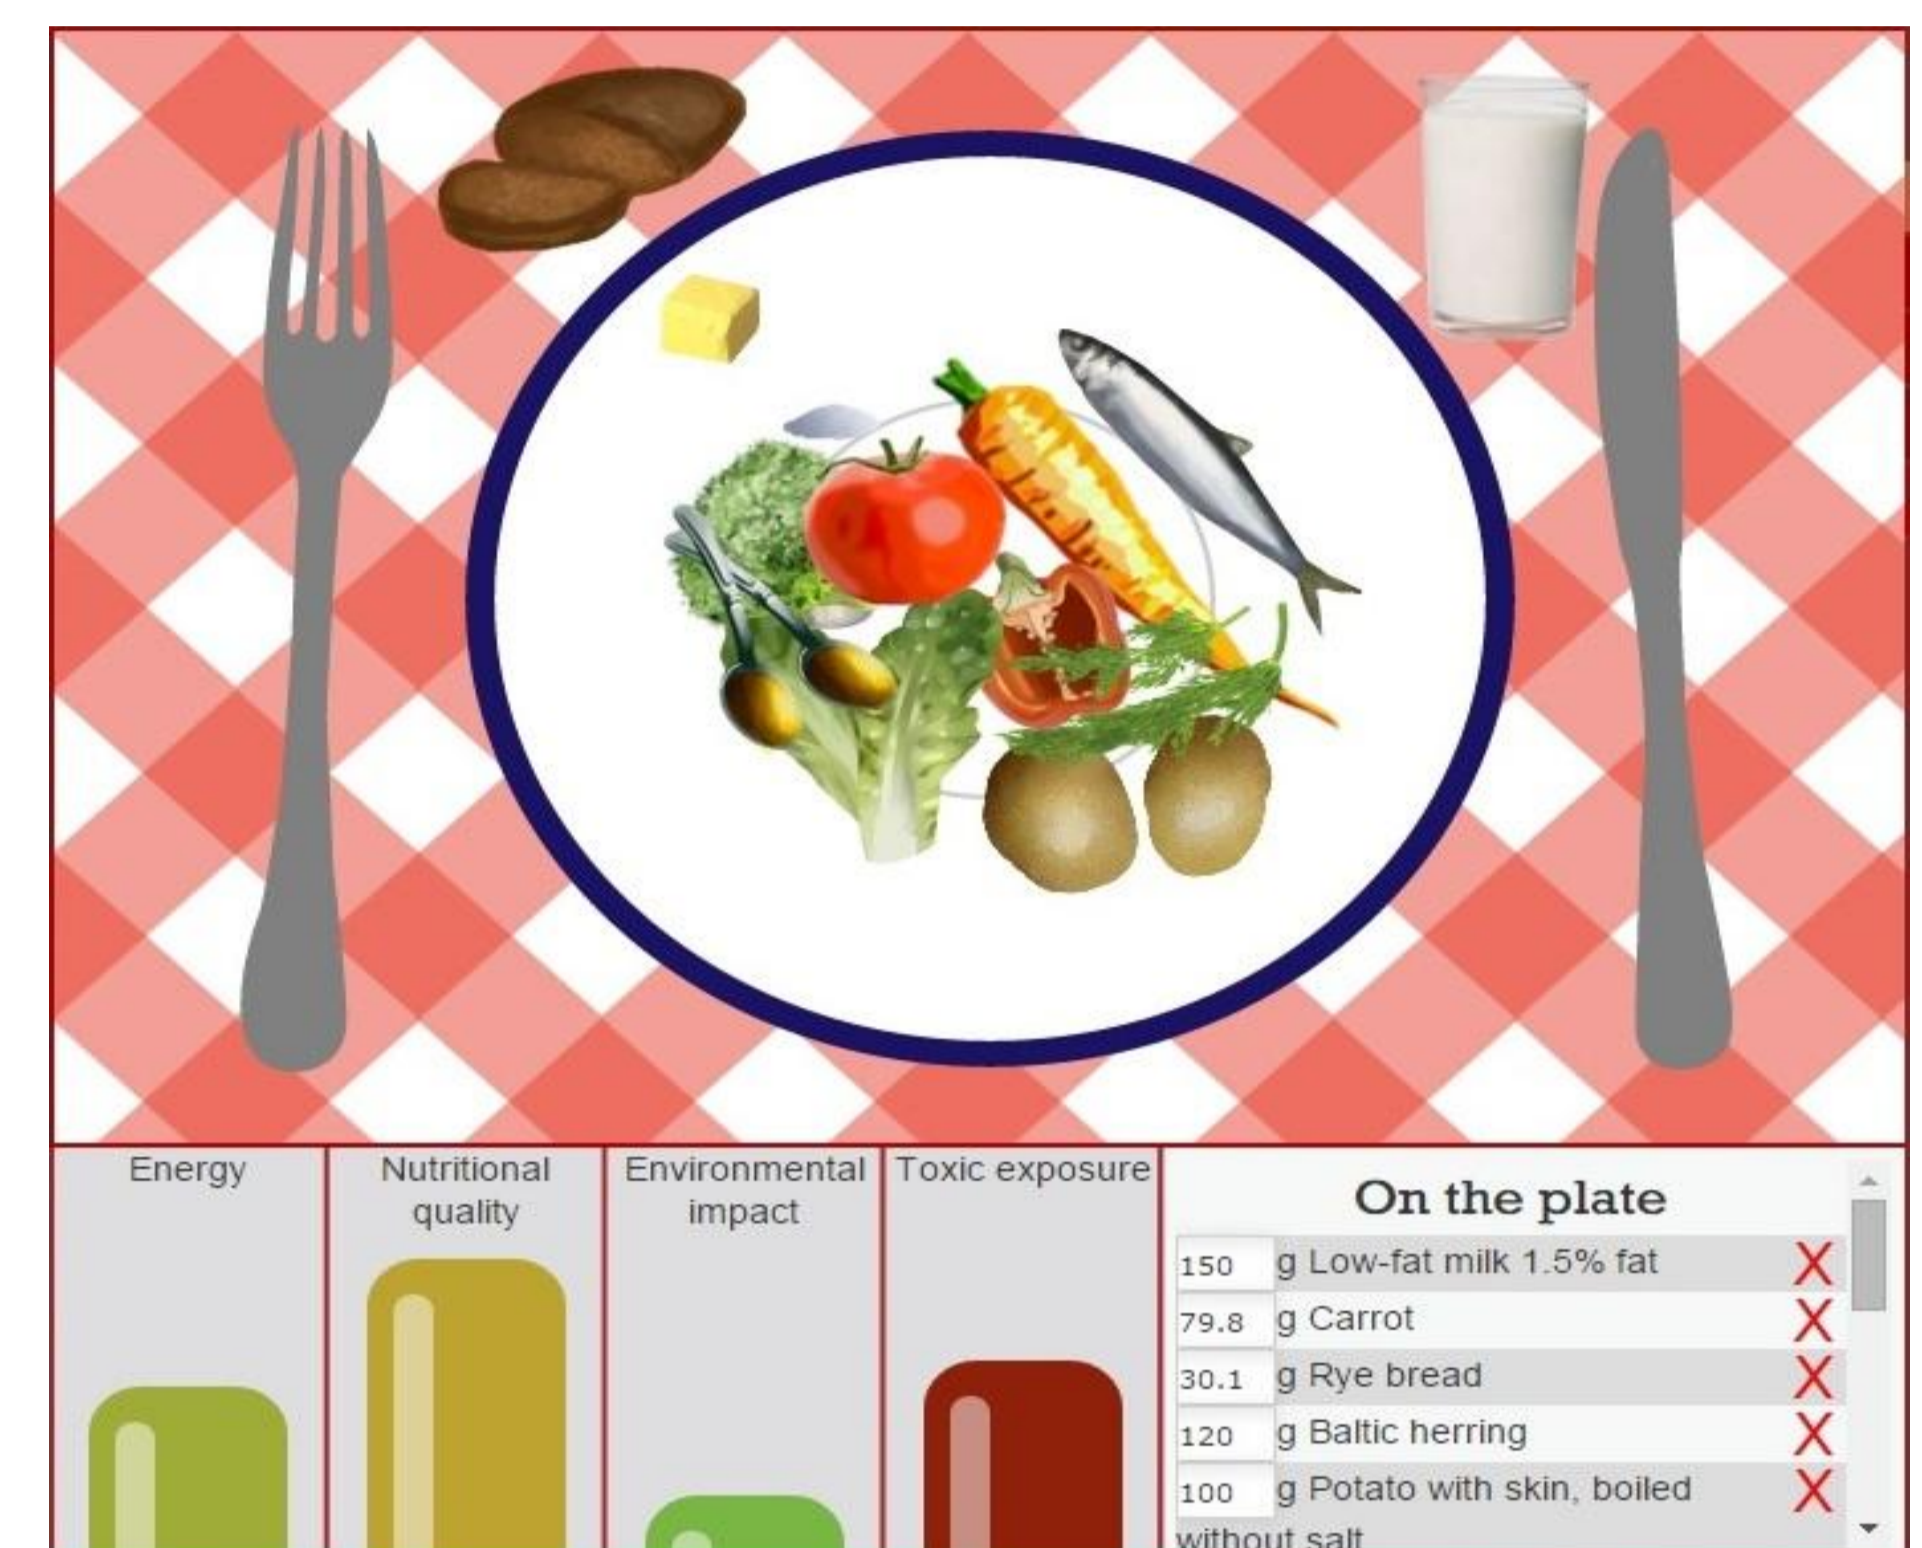 Energy
Nutritional
quality
Environmental
impact
Toxic exposure
On the plate
150 g Low-fat milk 1.5% fat X
79.8 g Carrot X
30.1 g Rye bread X
120 g Baltic herring X
100 g Potato with skin, boiled X
without salt